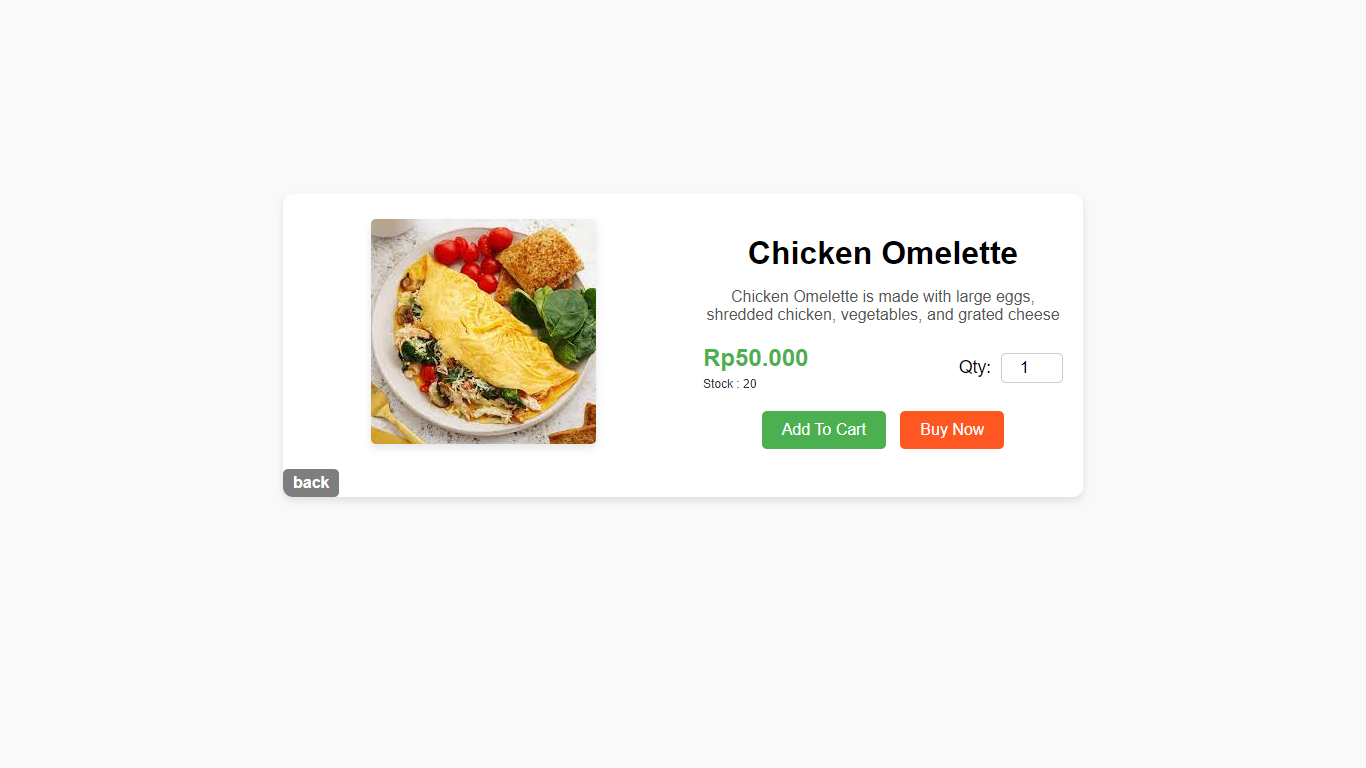 Chicken Omelette
Chicken Omelette is made with large eggs,
shredded chicken, vegetables, and grated cheese
Rp50.000
Qty: 1
Stock : 20
Add To Cart
Buy Now
back